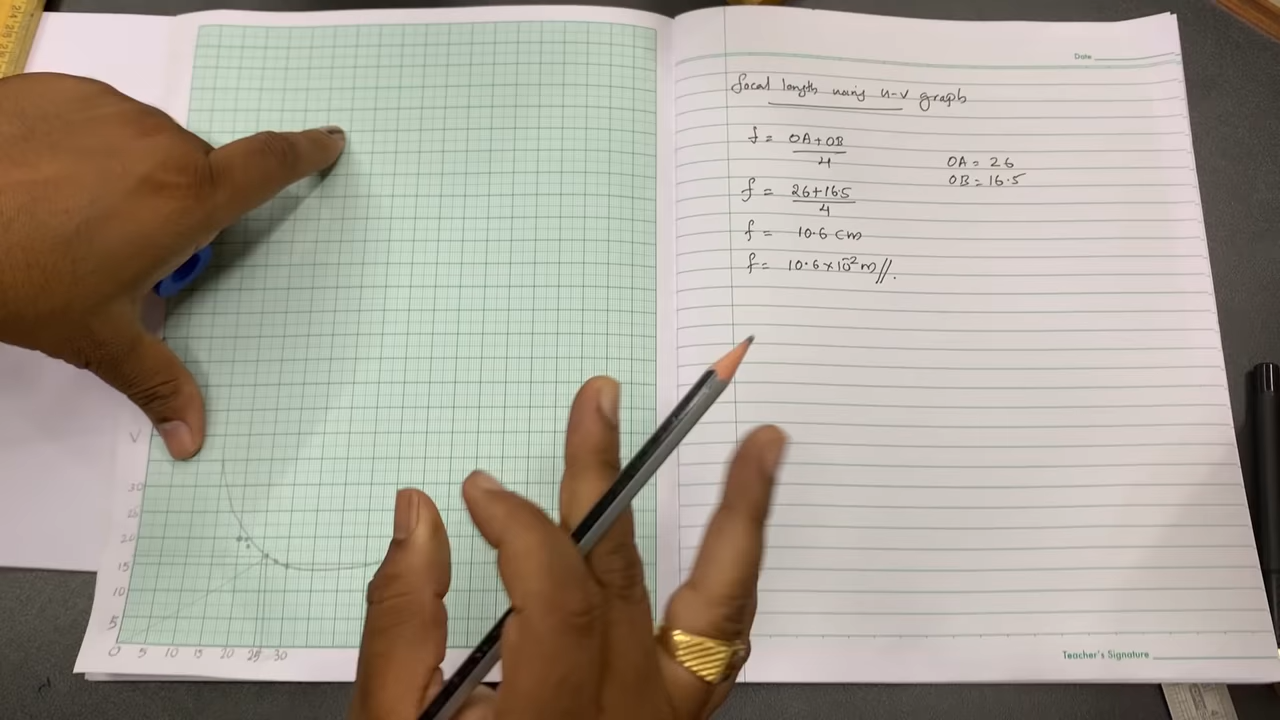 Date
focal length using u-v graph
f = OA+OB/4
OA = 26
OB = 16.5
f = 26+16.5/4
f = 10.6 cm
f = 10.6×10⁻²m//.
V
30
25
20
15
10
5
0 5 10 15 20 25 30
Teacher's Signature